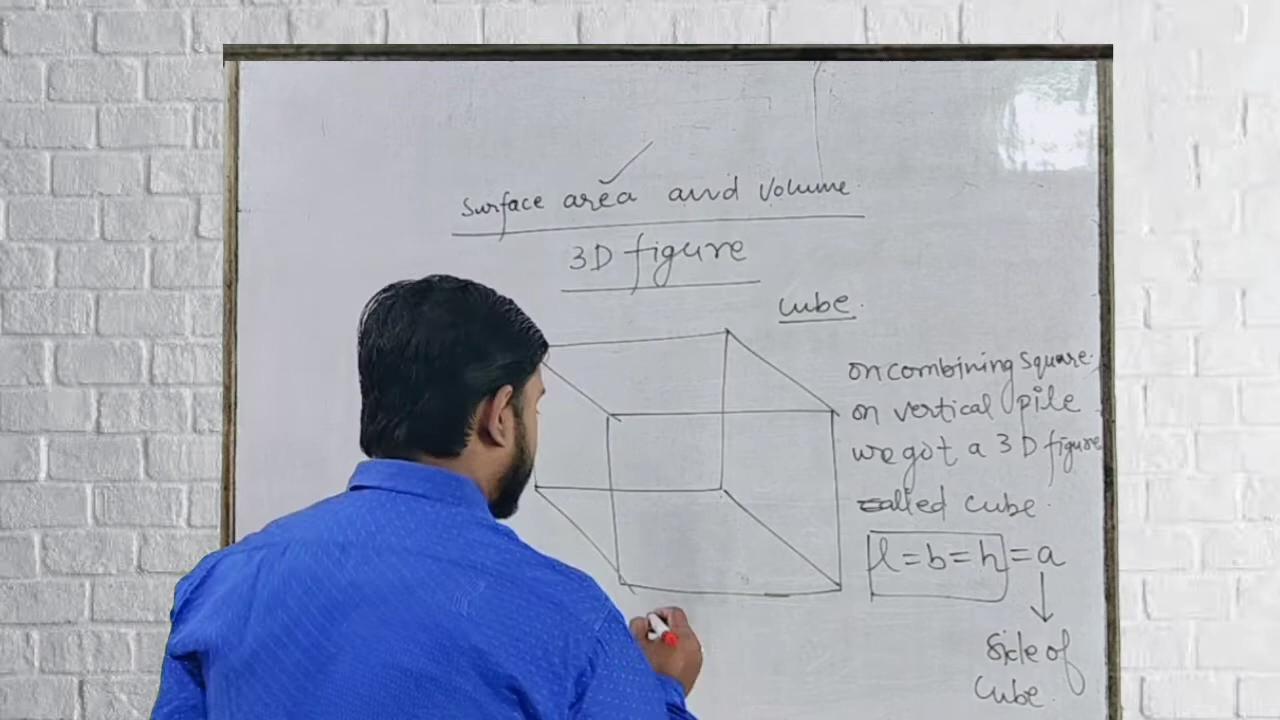 Surface area and Volume.
3D figure
Cube.
on combining square.
on vertical pile
we got a 3D figure
called cube.
l=b=h=a
Side of
Cube.